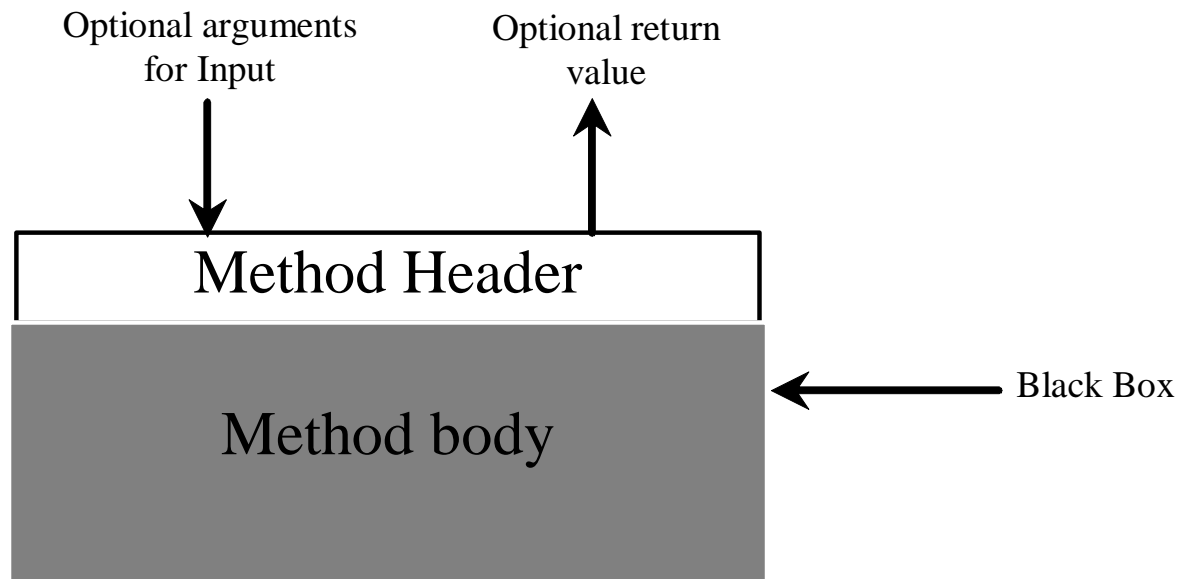 Optional arguments
for Input
Optional return
value
Method Header
Black Box
Method body